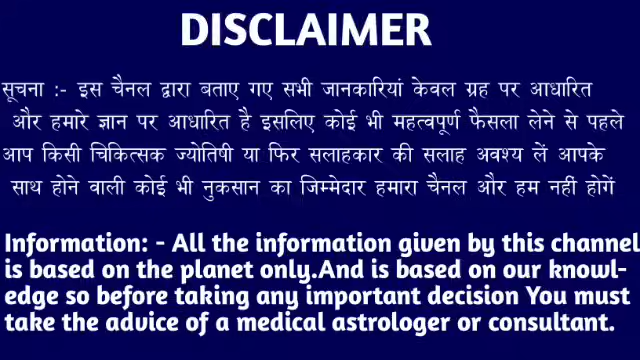 DISCLAIMER
सूचना :- इस चैनल द्वारा बताए गए सभी जानकारियां केवल ग्रह पर आधारित
और हमारे ज्ञान पर आधारित है इसलिए कोई भी महत्वपूर्ण फैसला लेने से पहले
आप किसी चिकित्सक ज्योतिषी या फिर सलाहकार की सलाह अवश्य लें आपके
साथ होने वाली कोई भी नुकसान का जिम्मेदार हमारा चैनल और हम नहीं होगें
Information: - All the information given by this channel
is based on the planet only.And is based on our knowl-
edge so before taking any important decision You must
take the advice of a medical astrologer or consultant.